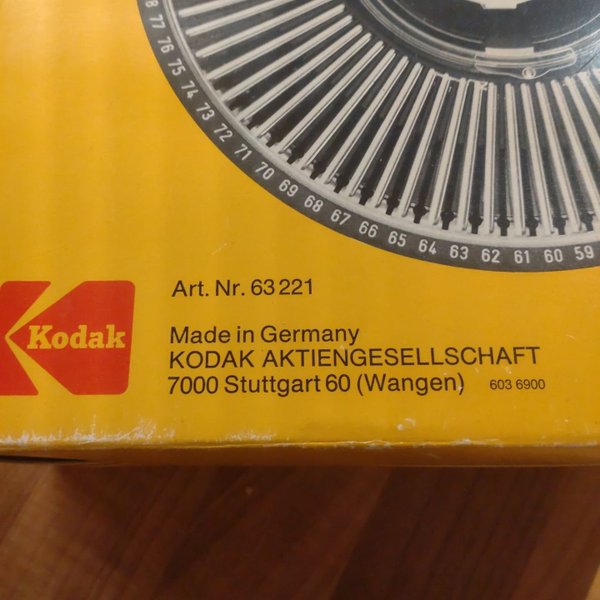 78 77 76 75 74 73 72 71 70 69 68 67 66 65 64 63 62 61 60 59
Art. Nr. 63 221
Kodak
Made in Germany
KODAK AKTIENGESELLSCHAFT
7000 Stuttgart 60 (Wangen) 603 6900